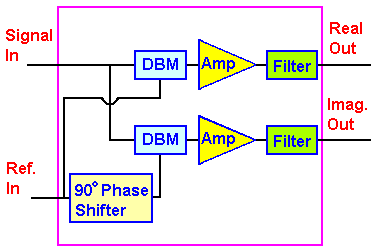 Signal
In
DBM
Amp
Filter
Real
Out
DBM
Amp
Filter
Imag.
Out
Ref.
In
90° Phase
Shifter